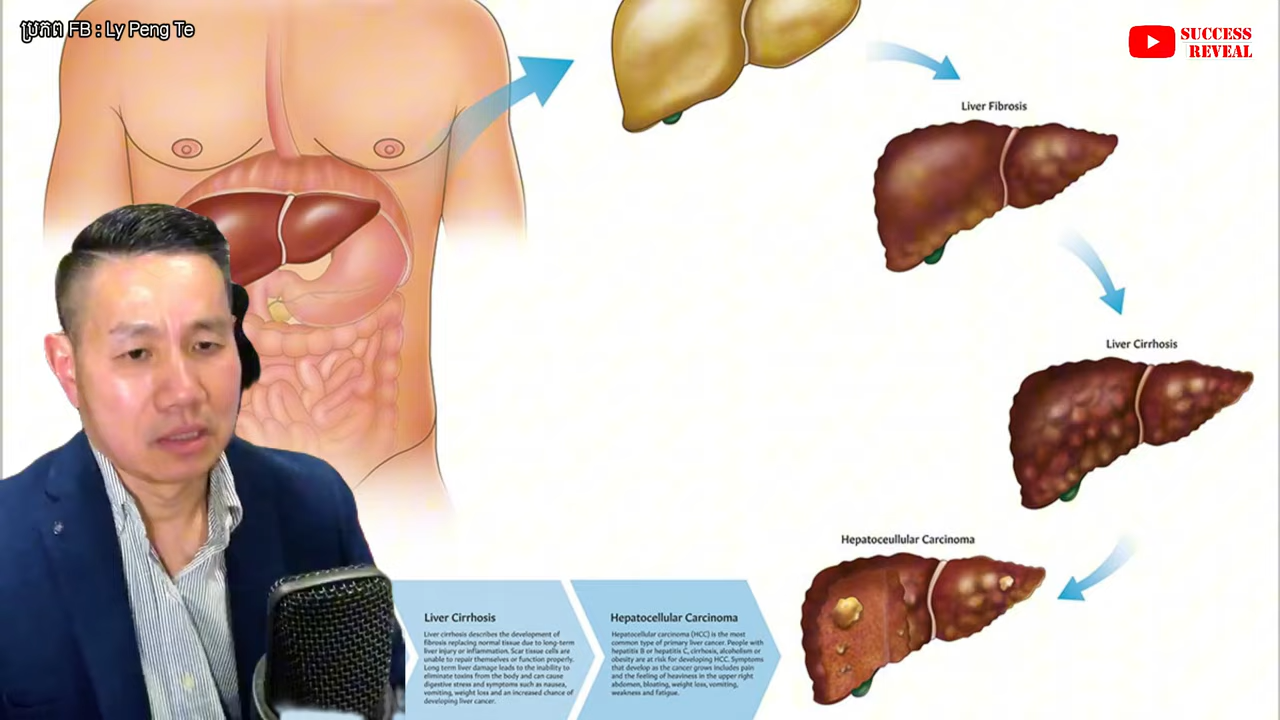 ប្រភព FB : Ly Peng Te
SUCCESS
REVEAL
Liver Fibrosis
Liver Cirrhosis
Hepatoceullular Carcinoma
Liver Cirrhosis
Liver cirrhosis describes the development of
fibrosis replacing normal tissue due to long-term
liver injury or inflammation. Scar tissue cells are
unable to repair themselves or function properly.
Long term liver damage leads to the inability to
eliminate toxins from the body and can cause
digestive stress and symptoms such as nausea,
vomiting, weight loss and an increased chance of
developing liver cancer.
Hepatocellular Carcinoma
Hepatocellular carcinoma (HCC) is the most
common type of primary liver cancer. People with
hepatitis B or hepatitis C, cirrhosis, alcoholism or
obesity are at risk for developing HCC. Symptoms
that develop as the cancer grows includes pain
and the feeling of heaviness in the upper right
abdomen, bloating, weight loss, vomiting,
weakness and fatigue.